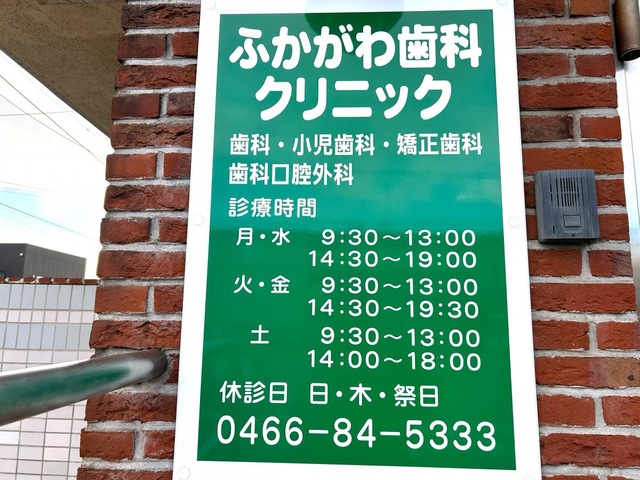 ふかがわ歯科
クリニック
歯科・小児歯科・矯正歯科
歯科口腔外科
診療時間
月・水 9:30〜13:00
14:30〜19:00
火・金 9:30〜13:00
14:30〜19:30
土 9:30〜13:00
14:00〜18:00
休診日 日・木・祭日
0466-84-5333